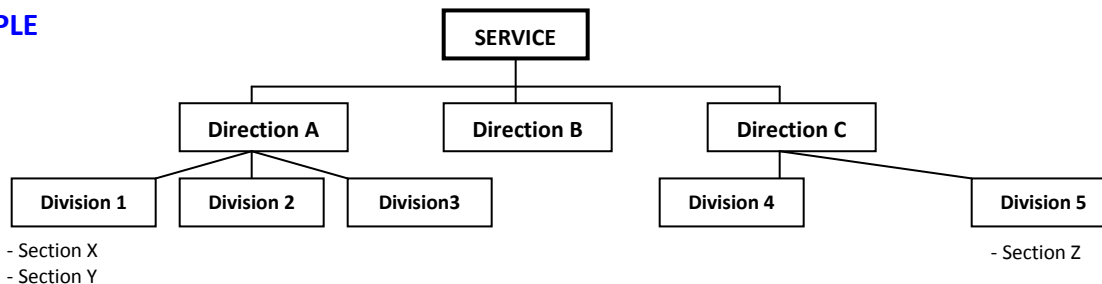 PLE
SERVICE
Direction A Direction B Direction C
Division 1 Division 2 Division3 Division 4 Division 5
- Section X
- Section Y
- Section Z